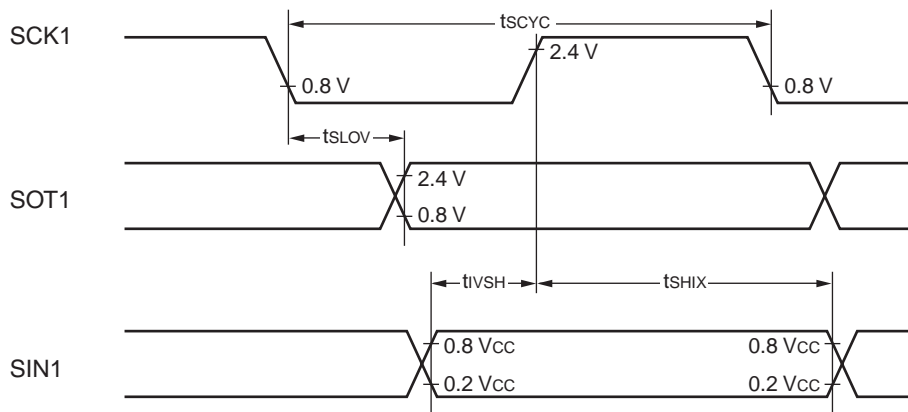 tSCYC
SCK1
2.4 V
0.8 V
0.8 V
tSLOV
2.4 V
SOT1
0.8 V
tIVSH
tSHIX
0.8 VCC
0.8 VCC
SIN1
0.2 VCC
0.2 VCC